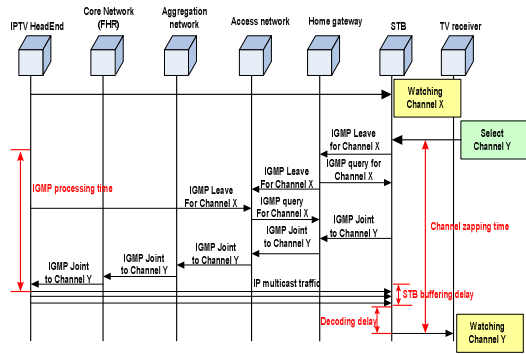 IPTV HeadEnd
Core Network
(FHR)
Aggregation
network
Access network
Home gateway
STB
TV receiver
Watching
Channel X
Select
Channel Y
IGMP Leave
for Channel X
IGMP query for
Channel X
IGMP processing time
IGMP Leave
For Channel X
IGMP Leave
For Channel X
IGMP query
For Channel X
IGMP Joint
to Channel Y
Channel zapping time
IGMP Joint
to Channel Y
IGMP Joint
to Channel Y
IGMP Joint
to Channel Y
IGMP Joint
to Channel Y
IP multicast traffic
STB buffering delay
Decoding delay
Watching
Channel Y